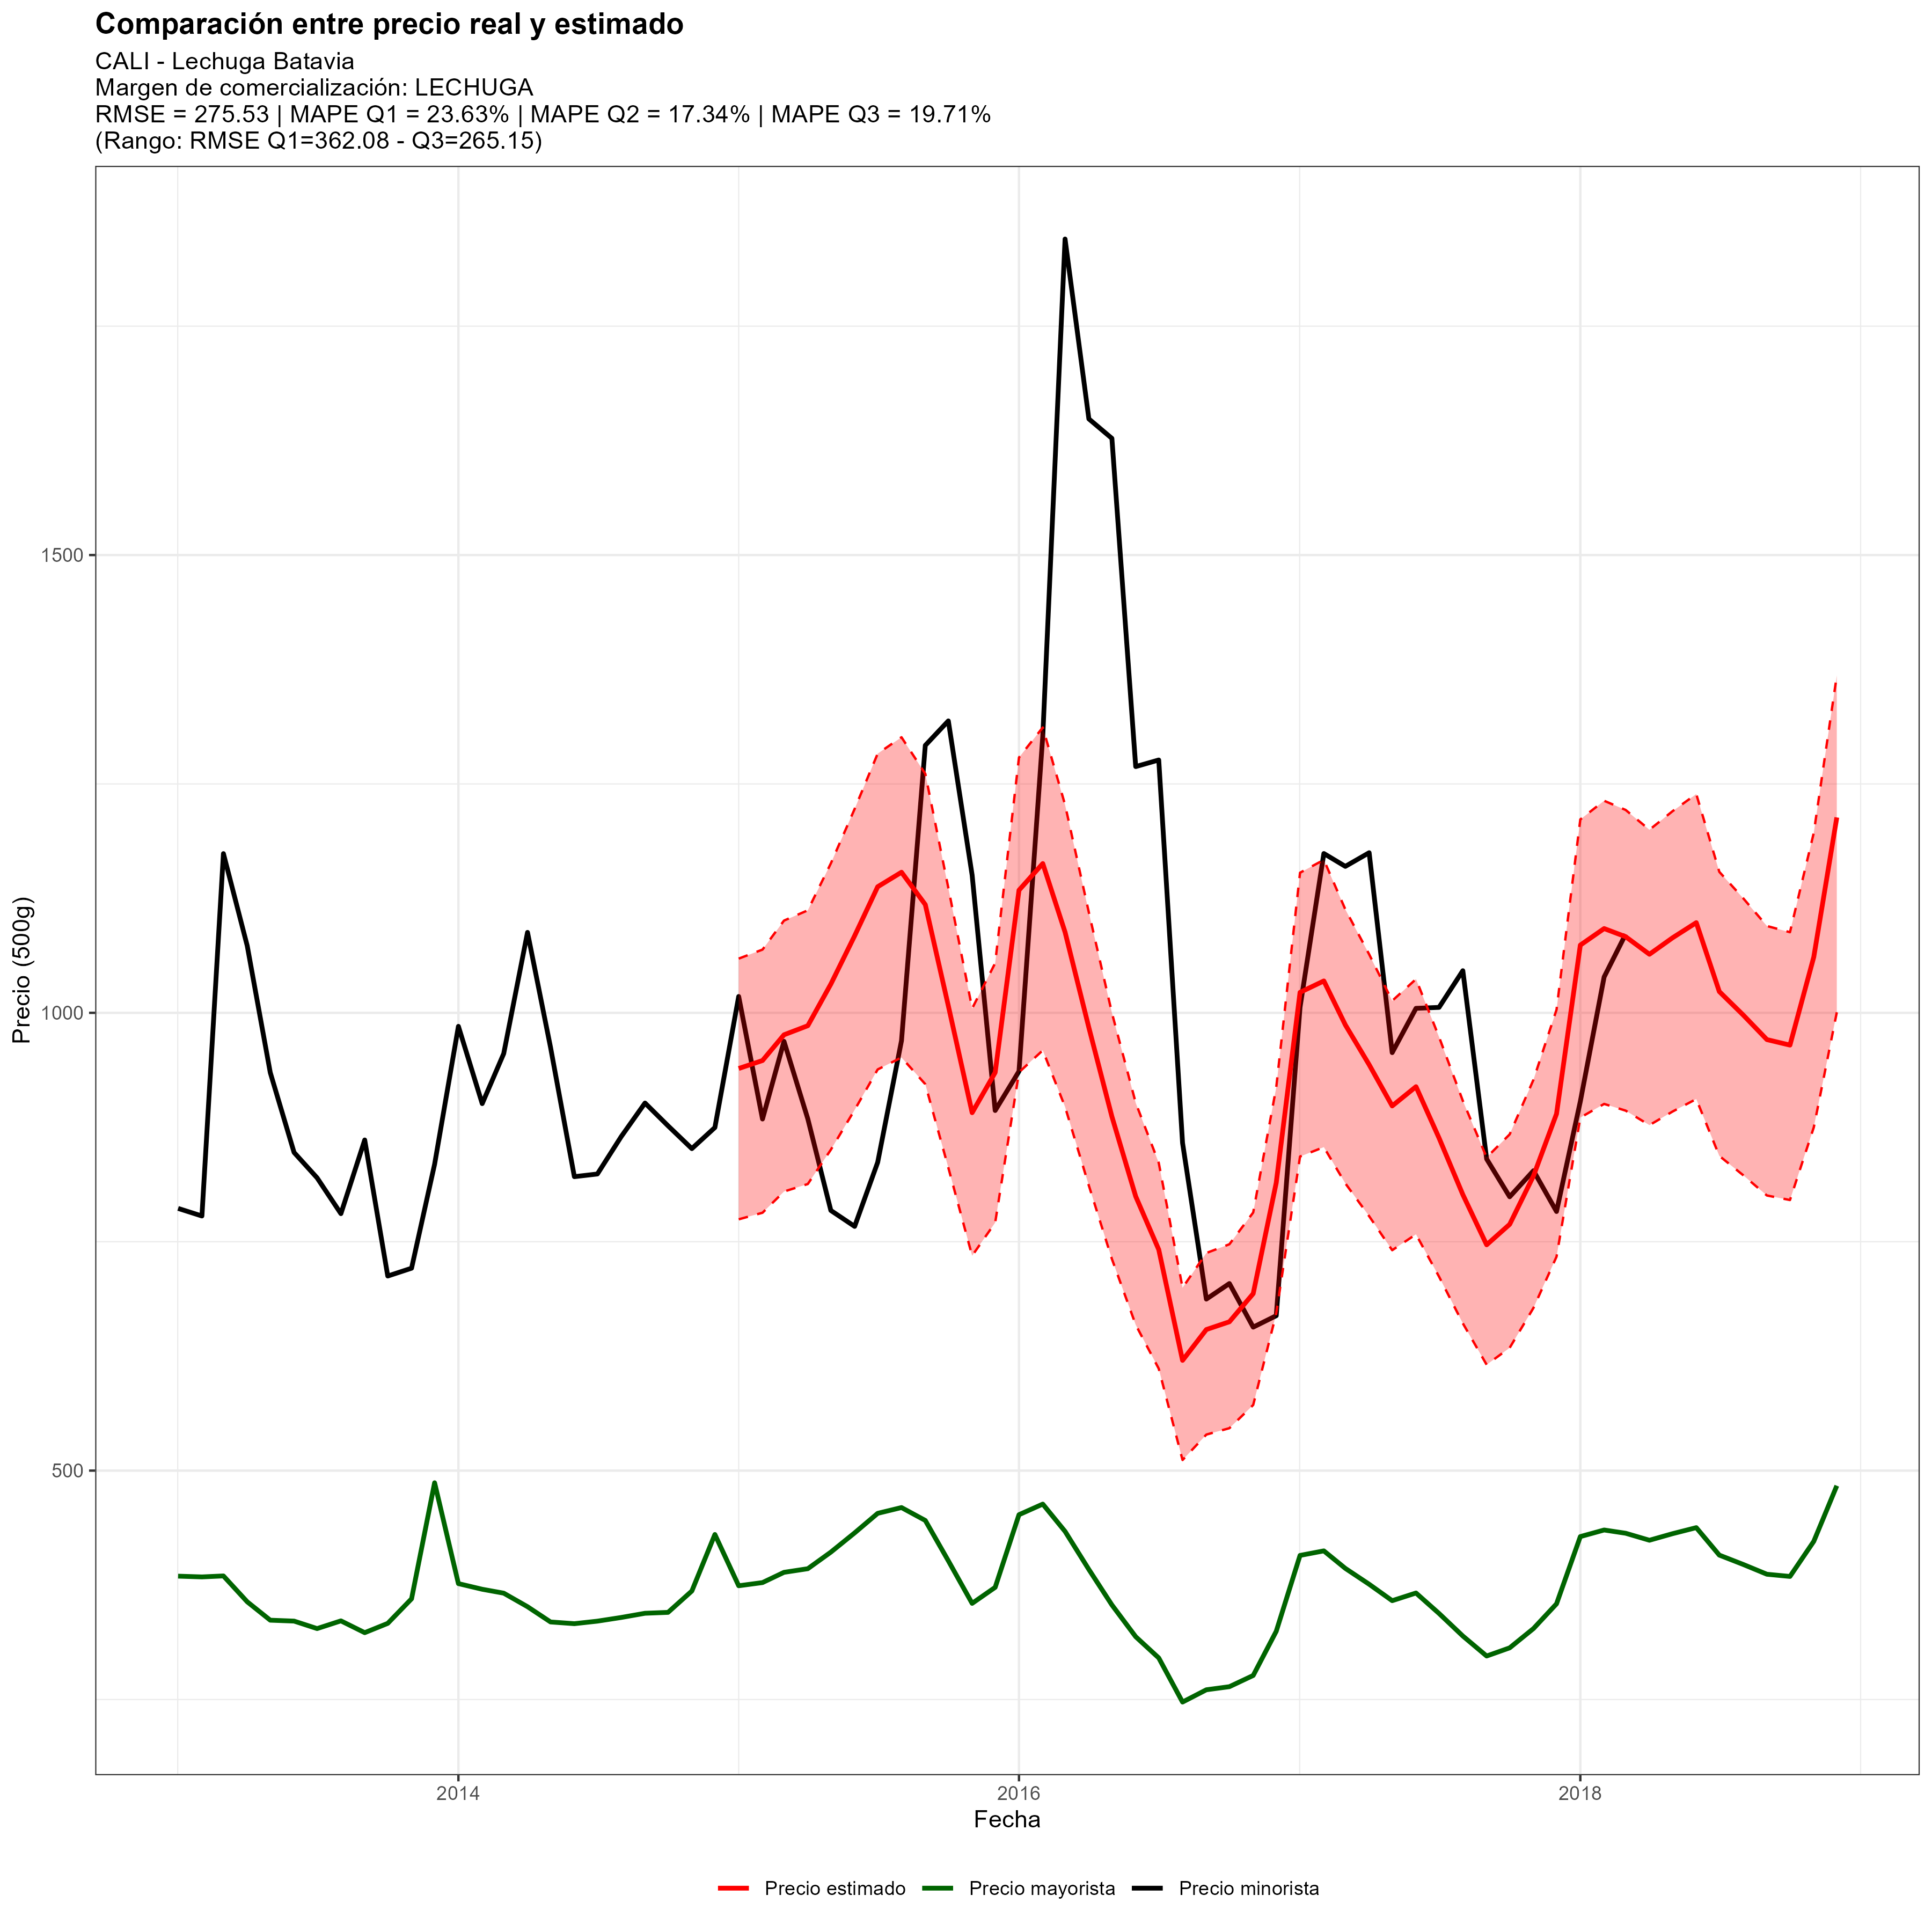 Comparación entre precio real y estimado
CALI - Lechuga Batavia
Margen de comercialización: LECHUGA
RMSE = 275.53 | MAPE Q1 = 23.63% | MAPE Q2 = 17.34% | MAPE Q3 = 19.71%
(Rango: RMSE Q1=362.08 - Q3=265.15)
Precio (500g)
1500
1000
500
2014
2016
2018
Fecha
Precio estimado
Precio mayorista
Precio minorista